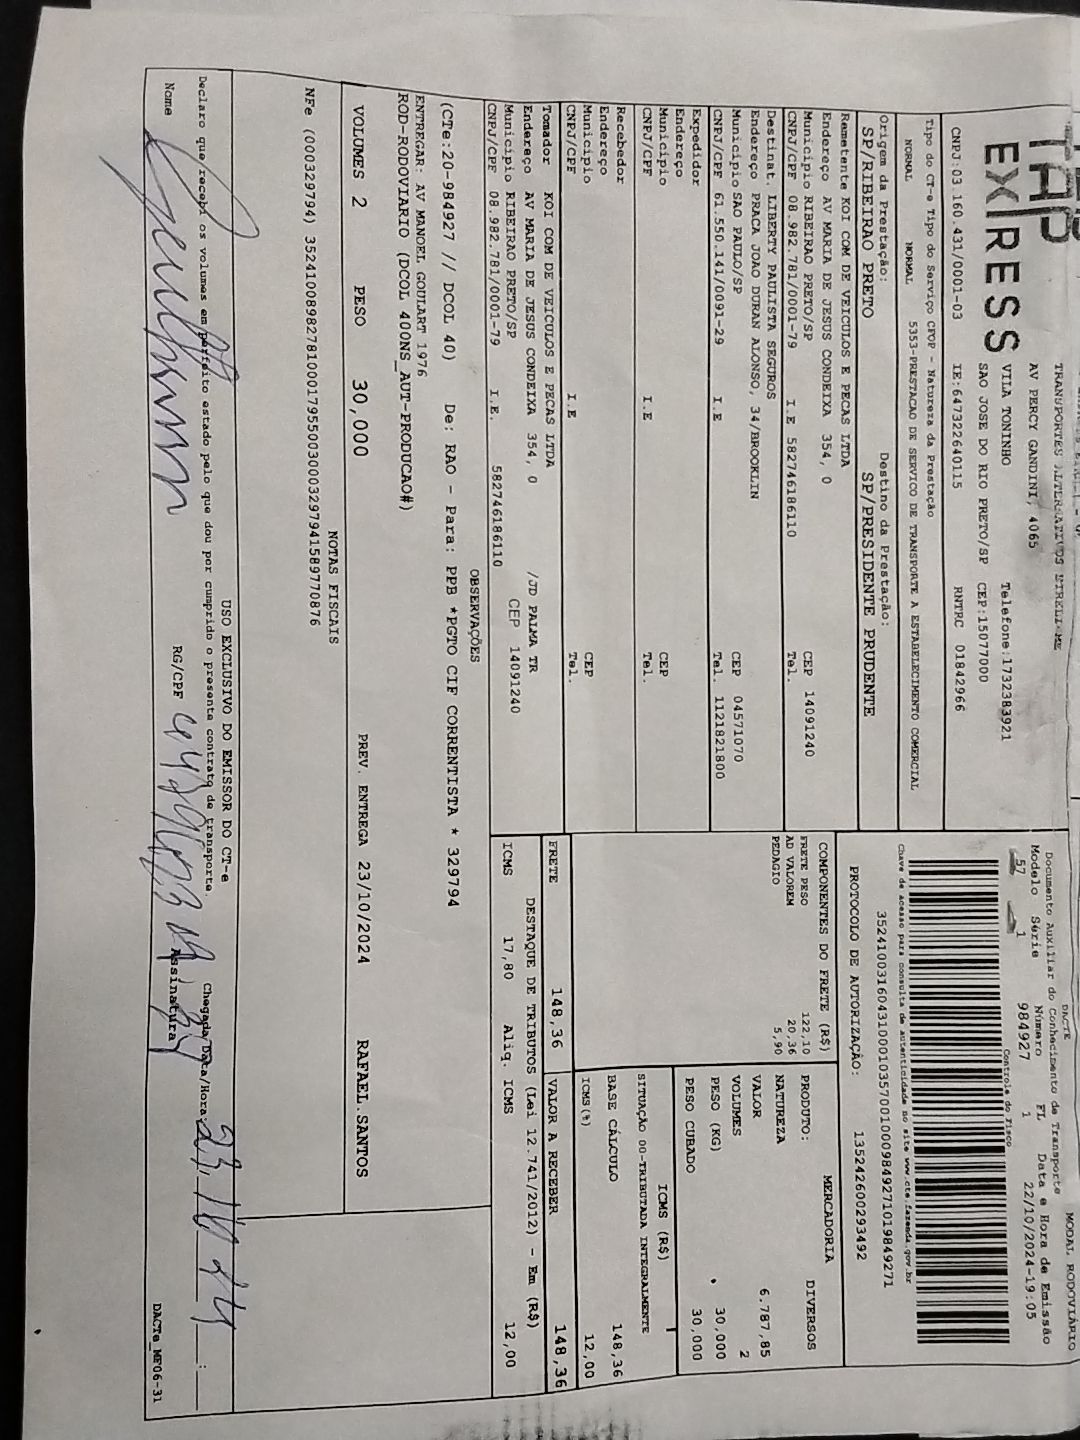 TAP
EX/RESS
AV PERCY GANDINI, 4065
VILA TONINHO Telefone:1732383921
SAO JOSE DO RIO PRETO/SP CEP:15077000
CNPJ:03.160.431/0001-03 IE:647322640115 RNTRC 01842966
Tipo do CT-e Tipo do Serviço CFOP - Natureza da Prestação
NORMAL NORMAL 5353-PRESTACAO DE SERVICO DE TRANSPORTE A ESTABELECIMENTO COMERCIAL
Origem da Prestação: Destino da Prestação:
SP/RIBEIRAO PRETO SP/PRESIDENTE PRUDENTE
Remetente KOI COM DE VEICULOS E PECAS LTDA
Endereço AV MARIA DE JESUS CONDEIXA 354, 0
Municipio RIBEIRAO PRETO/SP CEP 14091240
CNPJ/CPF 08.982.781/0001-79 I.E 582746186110 Tel.
Destinat. LIBERTY PAULISTA SEGUROS
Endereço PRACA JOAO DURAN ALONSO, 34/BROOKLIN
Municipio SAO PAULO/SP CEP 04571070
CNPJ/CPF 61.550.141/0091-29 I.E Tel. 1121821800
Expedidor
Endereço
Municipio CEP
CNPJ/CPF I.E Tel.
Recebedor
Endereço
Municipio CEP
CNPJ/CPF I.E Tel.
Tomador KOI COM DE VEICULOS E PECAS LTDA
Endereço AV MARIA DE JESUS CONDEIXA 354, 0 /JD PALMA TR
Municipio RIBEIRAO PRETO/SP CEP 14091240
CNPJ/CPF 08.982.781/0001-79 I.E. 582746186110
MODAL RODOVIÁRIO
DACTE
Documento Auxiliar do Conhecimento de Transporte
Modelo Série Número FL Data e Hora de Emissão
57 1 984927 1 22/10/2024-19:05
Controle do Fisco
Chave de acesso para consulta de autenticidade no site www.cte.fazenda.gov.br
35241003160431000103570010009849271019849271
PROTOCOLO DE AUTORIZAÇÃO: 135242600293492
COMPONENTES DO FRETE (R$)
FRETE PESO 122,10
AD VALOREM 20,36
PEDAGIO 5,90
MERCADORIA
PRODUTO: DIVERSOS
NATUREZA
VALOR 6.787,85
VOLUMES 2
PESO (KG) 30,000
PESO CUBADO 30,000
ICMS (R$)
SITUAÇÃO 00-TRIBUTADA INTEGRALMENTE
BASE CÁLCULO 148,36
ICMS(%) 12,00
FRETE 148,36 VALOR A RECEBER 148,36
DESTAQUE DE TRIBUTOS (Lei 12.741/2012) - Em (R$)
ICMS 17,80 Aliq. ICMS 12,00
OBSERVAÇÕES
(CTe:20-984927 // DCOL 40) De: RAO - Para: PPB *PGTO CIF CORRENTISTA * 329794
ENTREGAR: AV MANOEL GOULART 1976
ROD-RODOVIARIO (DCOL 400NS_AUT-PRODUCAO#)
VOLUMES 2 PESO 30,000 PREV. ENTREGA 23/10/2024 RAFAEL.SANTOS
NOTAS FISCAIS
NFe (000329794) 35241008982781000179550030003297941589770876
USO EXCLUSIVO DO EMISSOR DO CT-e
Declaro que recebi os volumes em perfeito estado pelo que dou por cumprido o presente contrato de transporte.
Chegada Data/Hora:
Nome RG/CPF Assinatura
DACTe_MF06-31